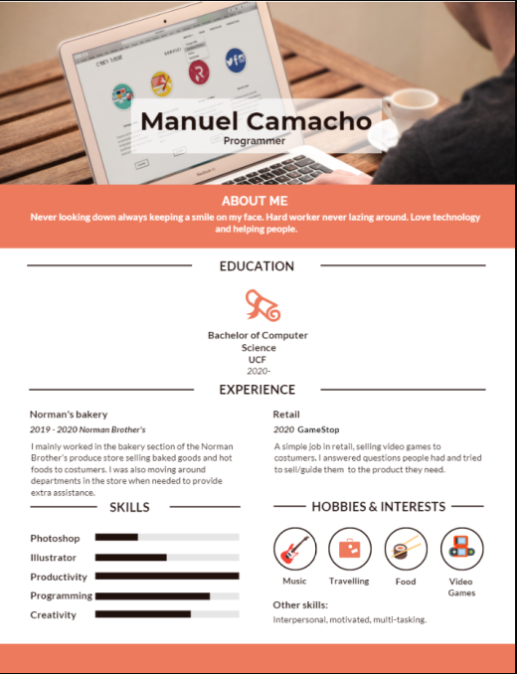 Manuel Camacho
Programmer
ABOUT ME
Never looking down always keeping a smile on my face. Hard worker never lazing around. Love technology
and helping people.
EDUCATION
Bachelor of Computer
Science
UCF
2020-
EXPERIENCE
Norman's bakery
2019 - 2020 Norman Brother's
I mainly worked in the bakery section of the Norman
Brother's produce store selling baked goods and hot
foods to costumers. I was also moving around
departments in the store when needed to provide
extra assistance.
Retail
2020 GameStop
A simple job in retail, selling video games to
costumers. I answered questions people had and tried
to sell/guide them to the product they need.
SKILLS
Photoshop
Illustrator
Productivity
Programming
Creativity
HOBBIES & INTERESTS
Music
Travelling
Food
Video
Games
Other skills:
Interpersonal, motivated, multi-tasking.